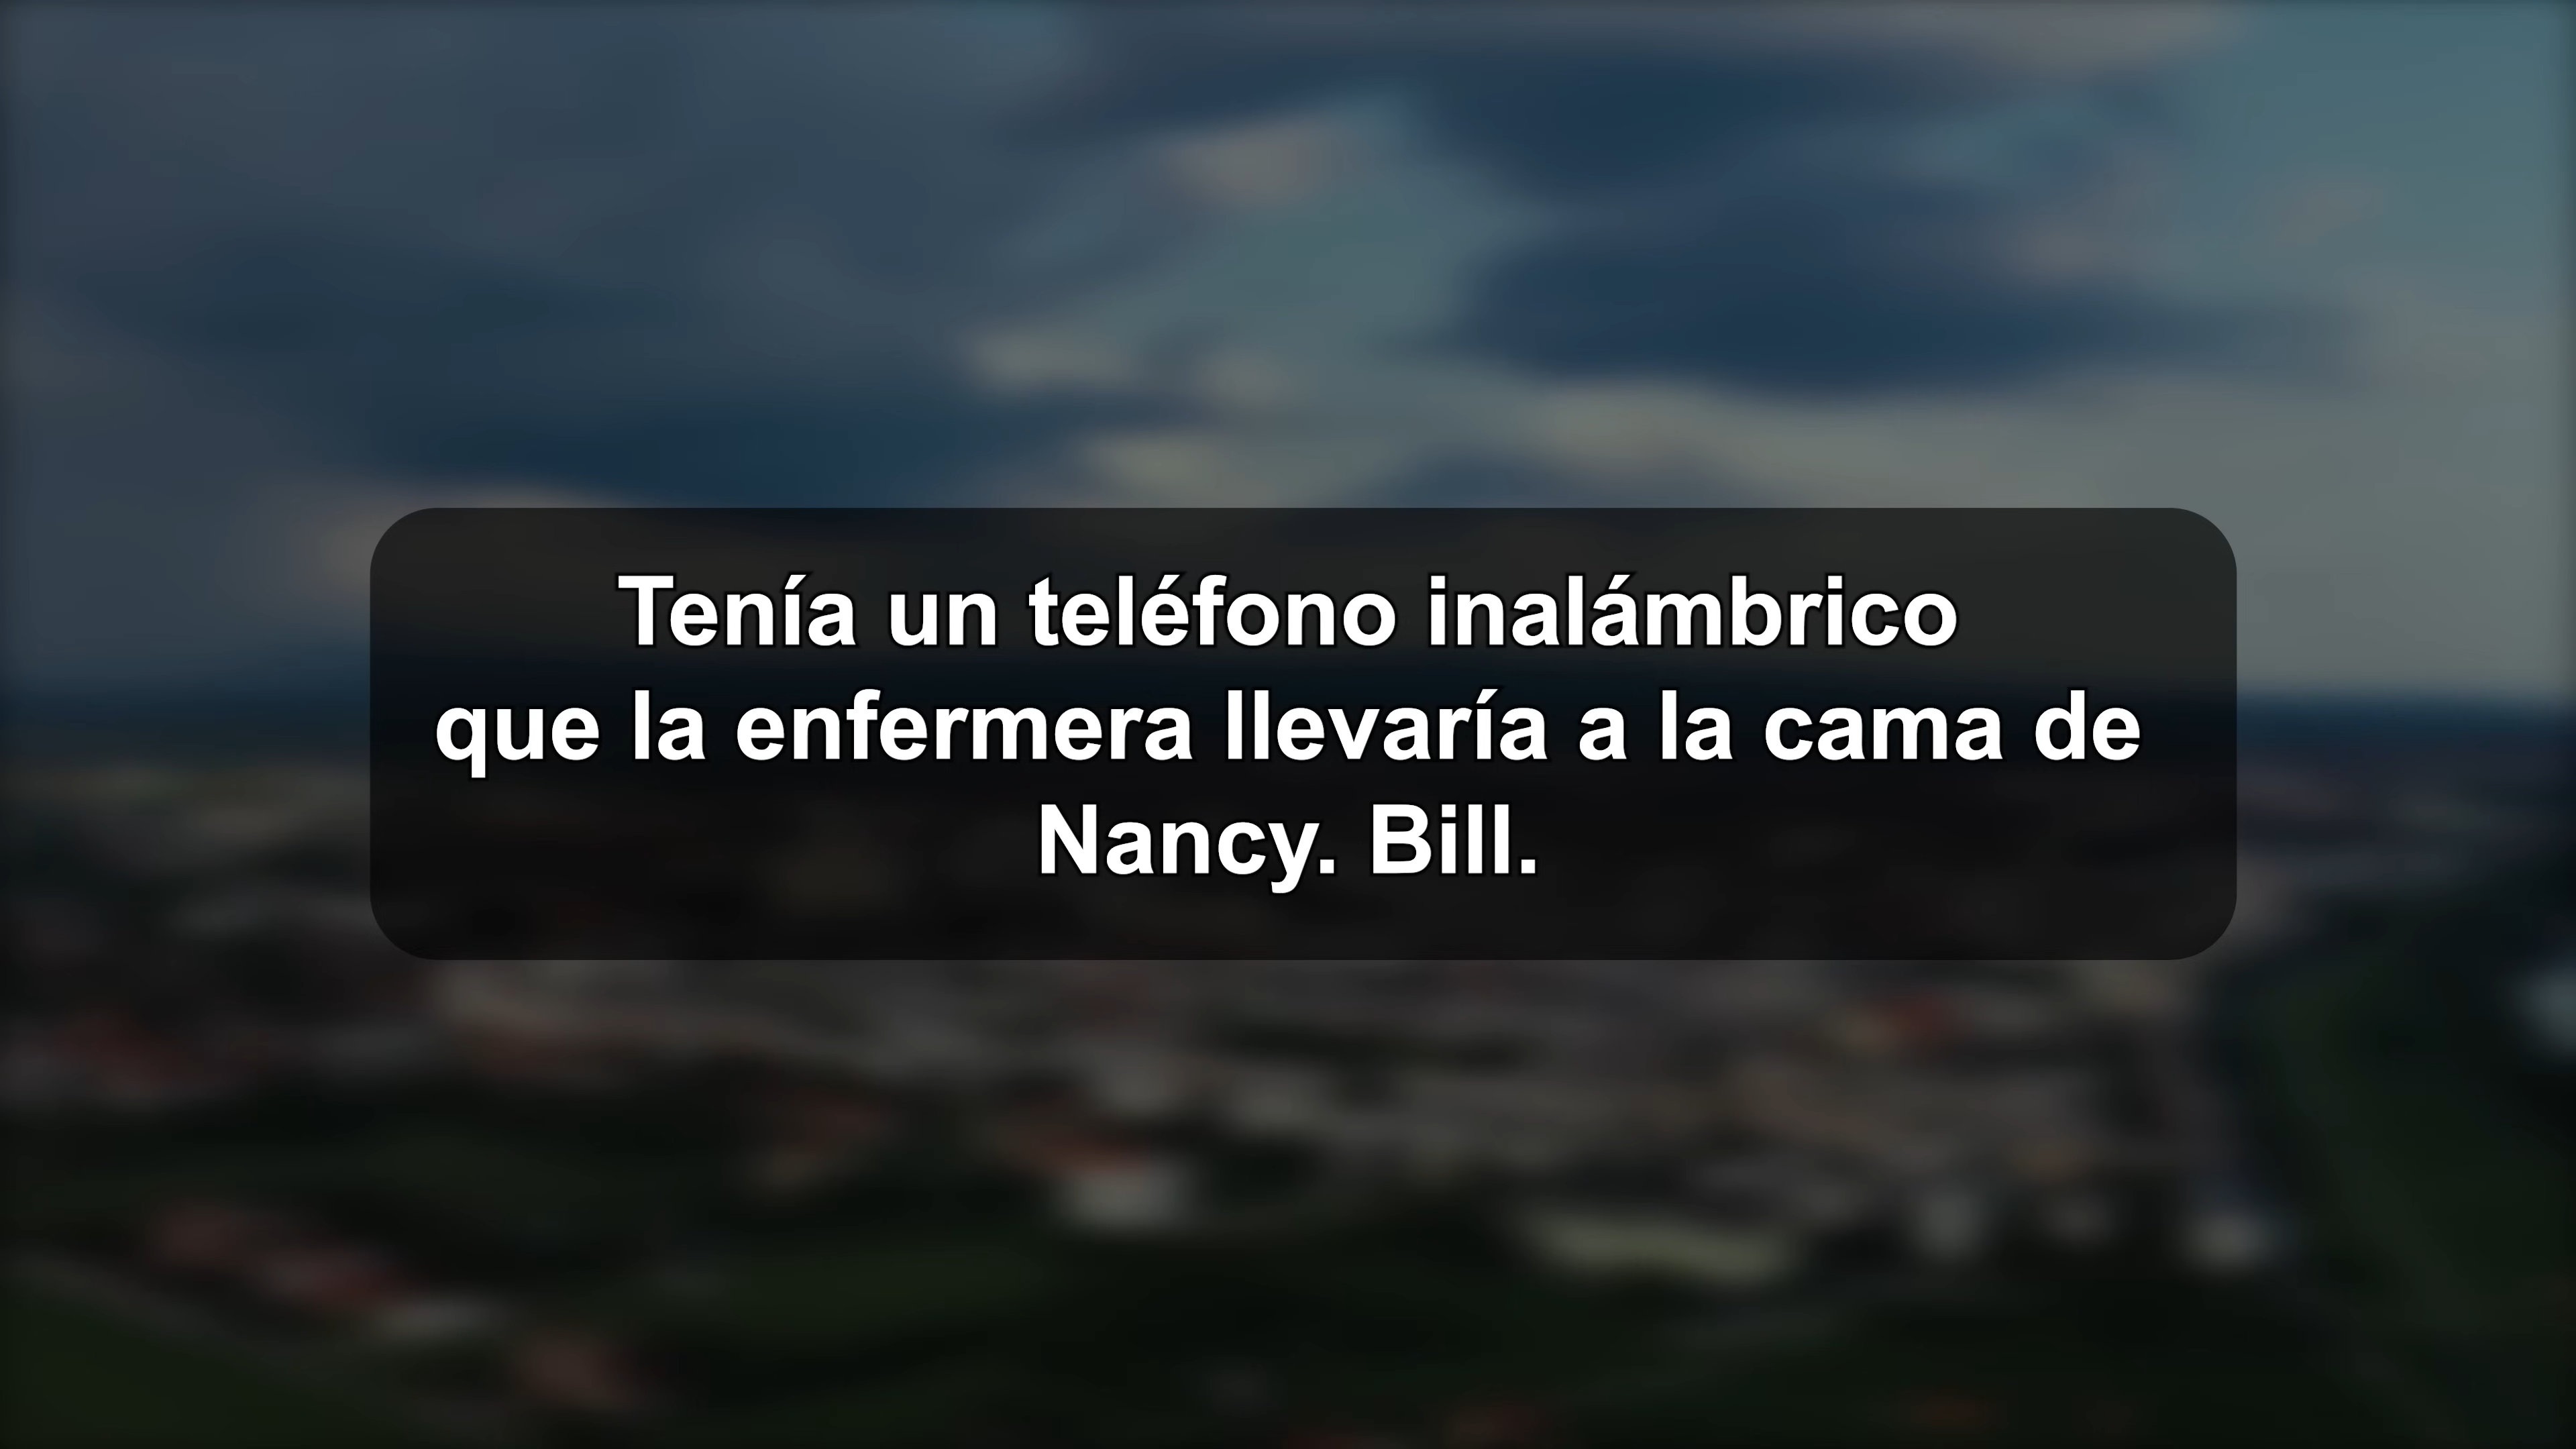 Tenía un teléfono inalámbrico
que la enfermera llevaría a la cama de
Nancy. Bill.